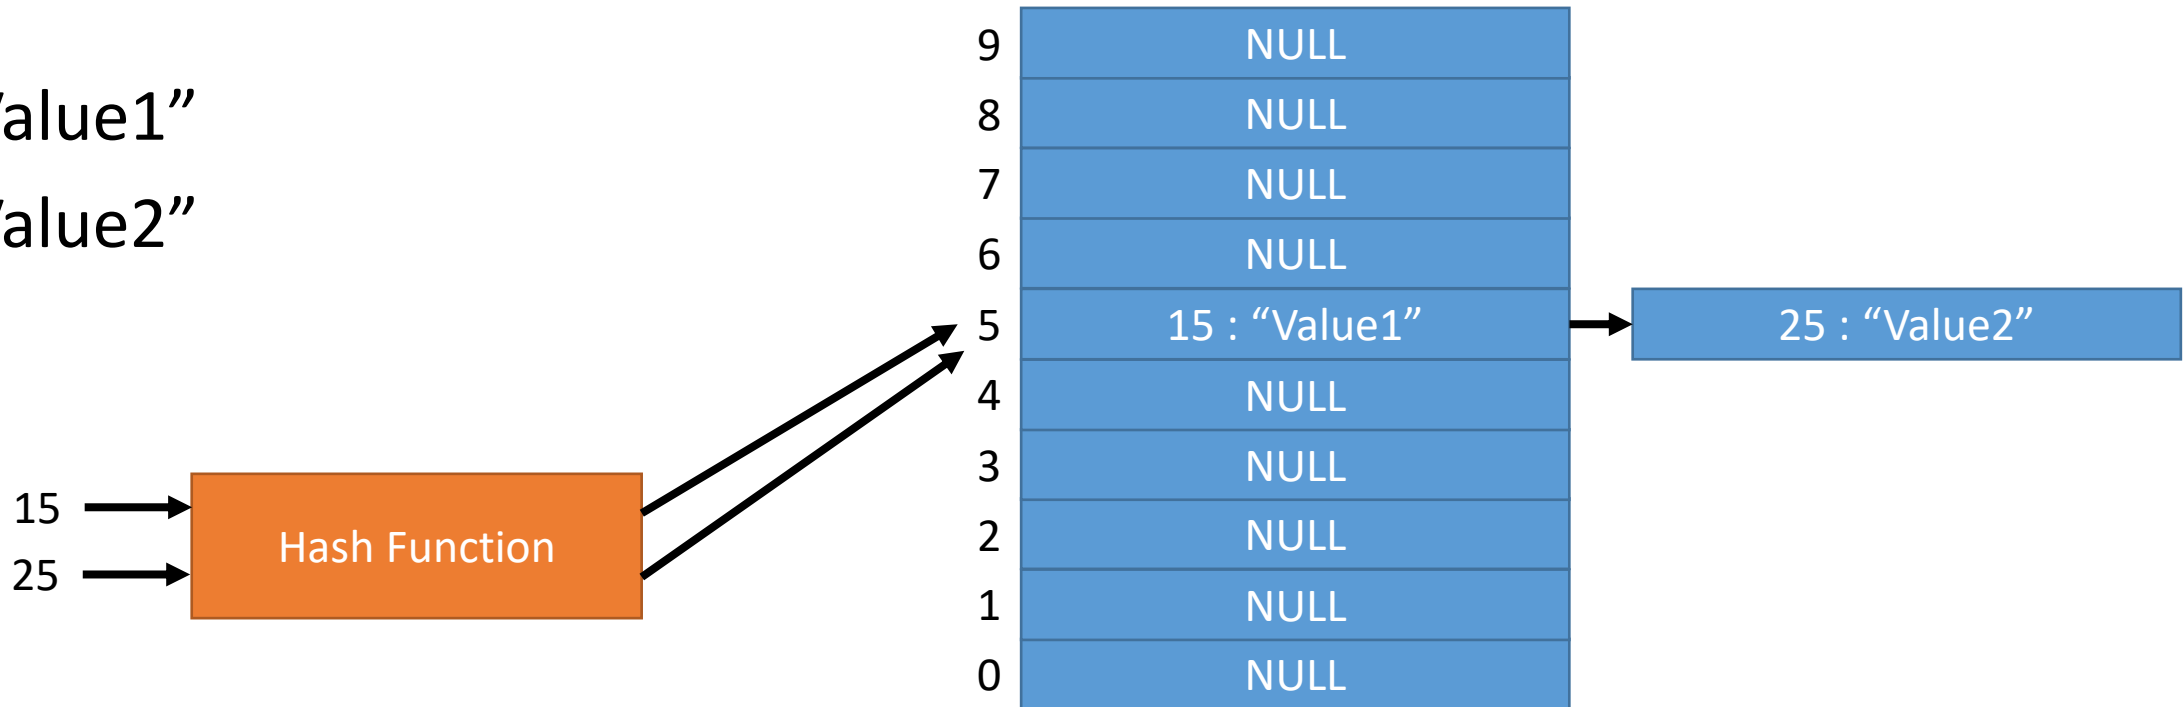 alue1”
alue2”
15
25
Hash Function
9 NULL
8 NULL
7 NULL
6 NULL
5 15 : “Value1” 25 : “Value2”
4 NULL
3 NULL
2 NULL
1 NULL
0 NULL